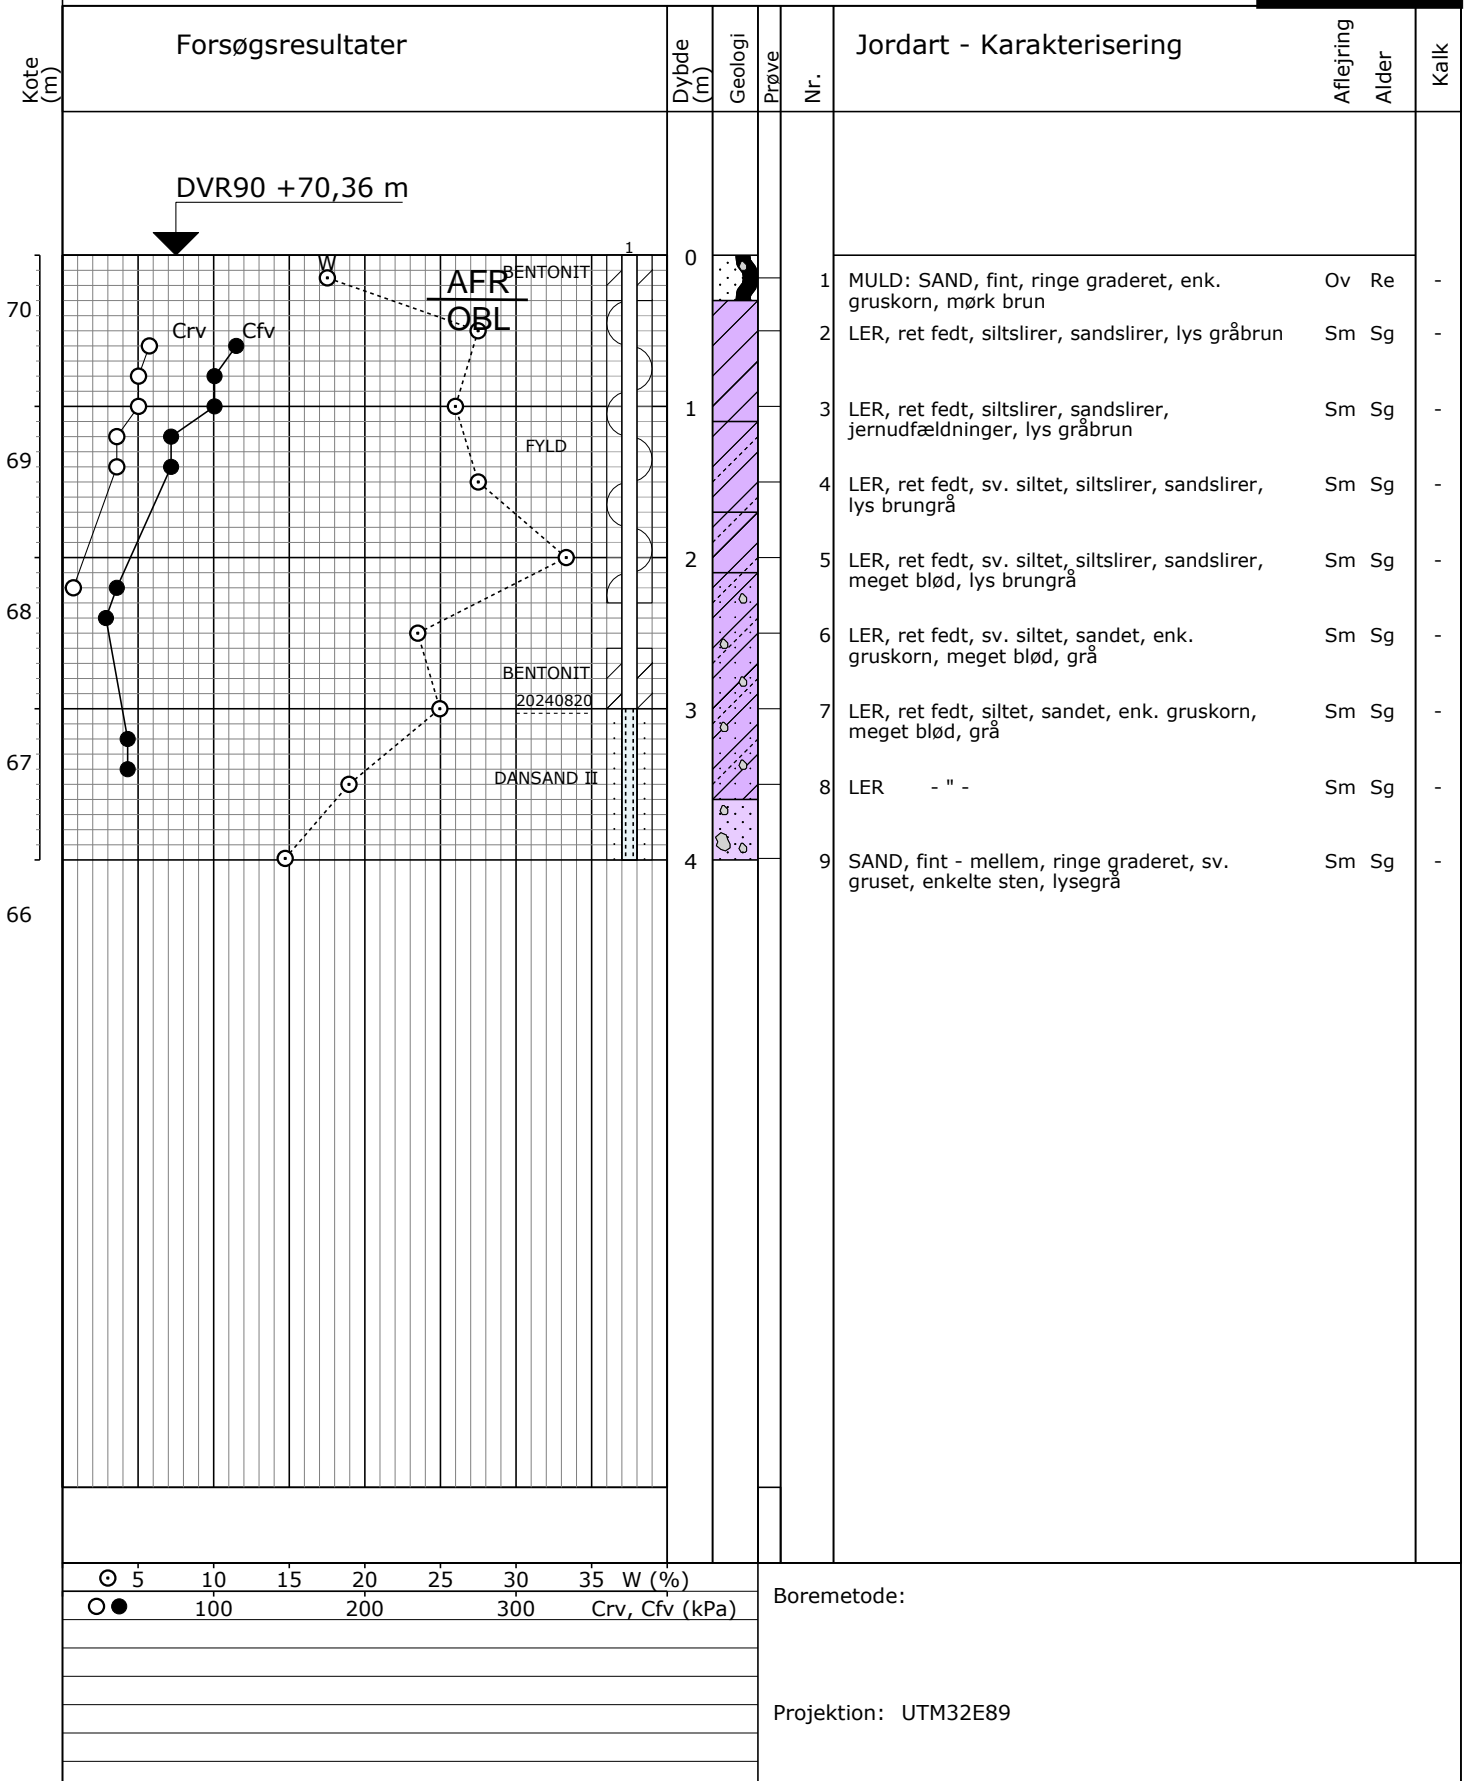 Forsøgsresultater
Kote (m)
Dybde (m)
Geologi
Prøve
Nr.
Jordart - Karakterisering
Aflejring
Alder
Kalk
DVR90 +70,36 m
W
1
0
BENTONIT
AFR
OBL
1 MULD: SAND, fint, ringe graderet, enk. Ov Re -
gruskorn, mørk brun
70
Crv
Cfv
2 LER, ret fedt, siltslirer, sandslirer, lys gråbrun Sm Sg -
1
3 LER, ret fedt, siltslirer, sandslirer, Sm Sg -
jernudfældninger, lys gråbrun
FYLD
69
4 LER, ret fedt, sv. siltet, siltslirer, sandslirer, Sm Sg -
lys brungrå
2
5 LER, ret fedt, sv. siltet, siltslirer, sandslirer, Sm Sg -
meget blød, lys brungrå
68
6 LER, ret fedt, sv. siltet, sandet, enk. Sm Sg -
gruskorn, meget blød, grå
BENTONIT
20240820
3
7 LER, ret fedt, siltet, sandet, enk. gruskorn, Sm Sg -
meget blød, grå
67
DANSAND II
8 LER - " - Sm Sg -
4
9 SAND, fint - mellem, ringe graderet, sv. Sm Sg -
gruset, enkelte sten, lysegrå
66
5 10 15 20 25 30 35 W (%)
100 200 300 Crv, Cfv (kPa)
Boremetode:
Projektion: UTM32E89